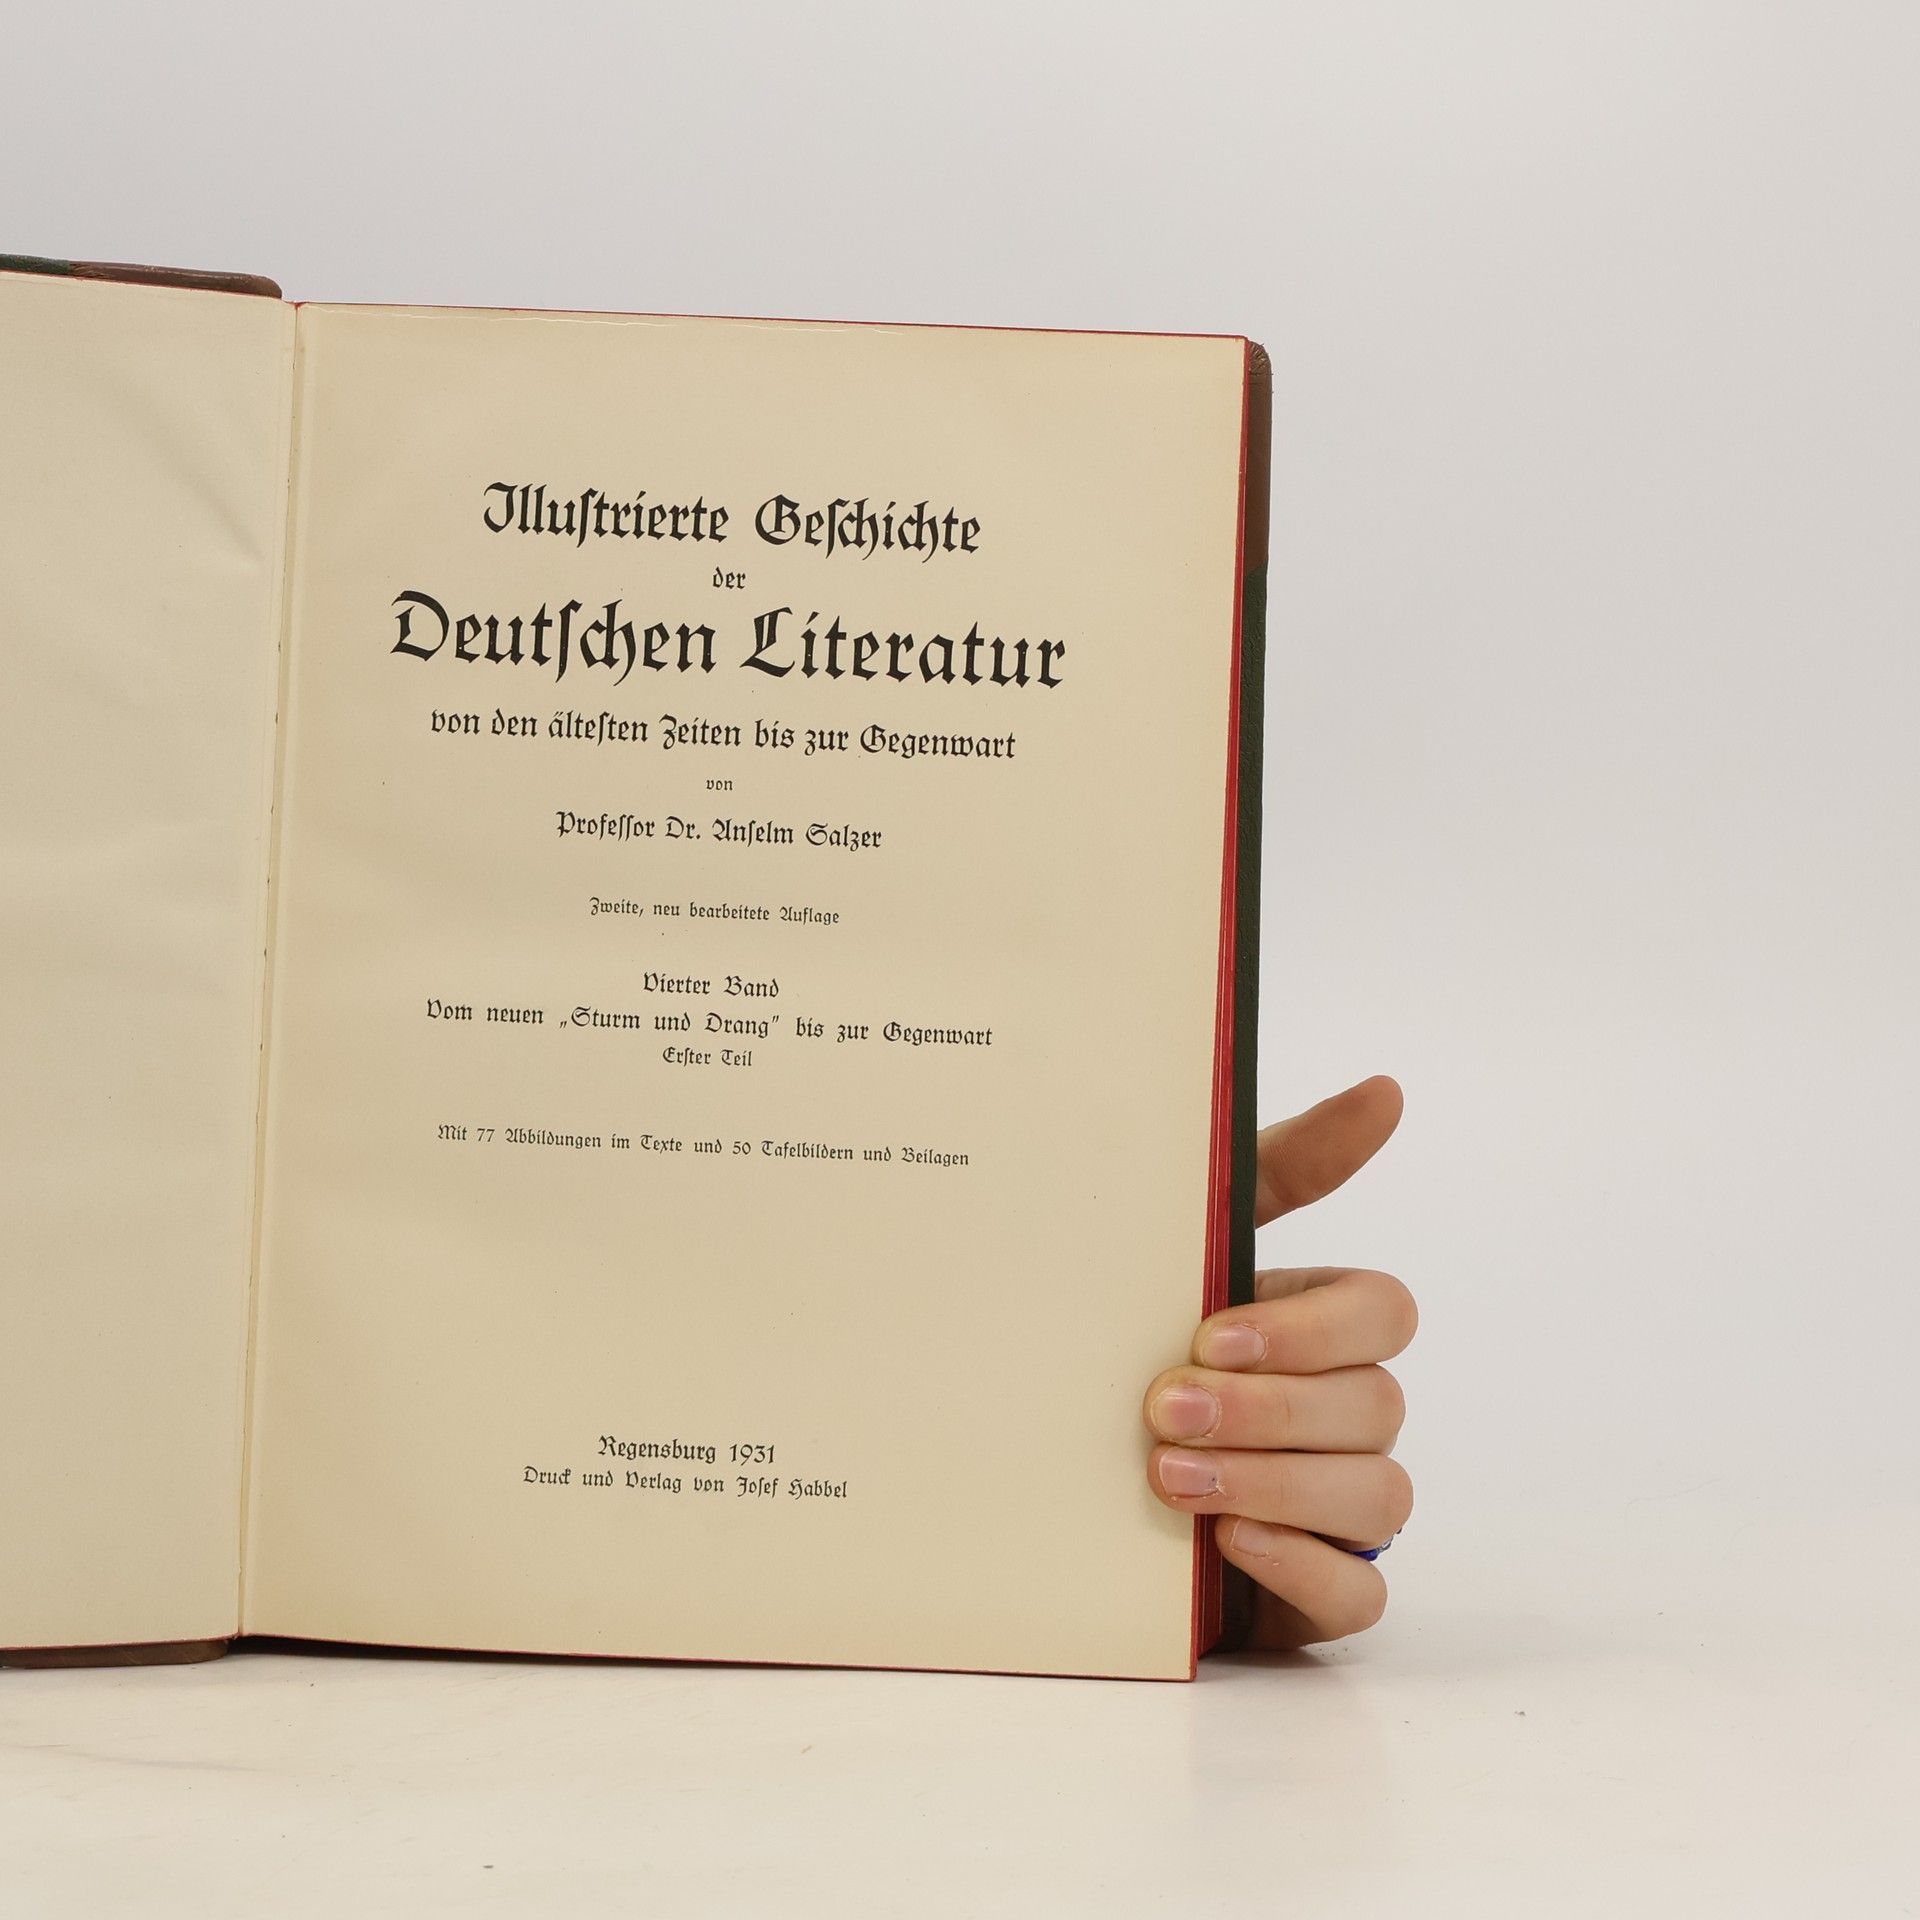 Illuſtrierte Geſchichte
der
Deutſchen Literatur
von den älteſten Zeiten bis zur Gegenwart
von
Profeſſor Dr. Anſelm Salzer
Zweite, neu bearbeitete Auflage
Vierter Band
Vom neuen „Sturm und Drang" bis zur Gegenwart
Erſter Teil
Mit 77 Abbildungen im Texte und 50 Tafelbildern und Beilagen
Regensburg 1931
Druck und Verlag von Joſef Habbel